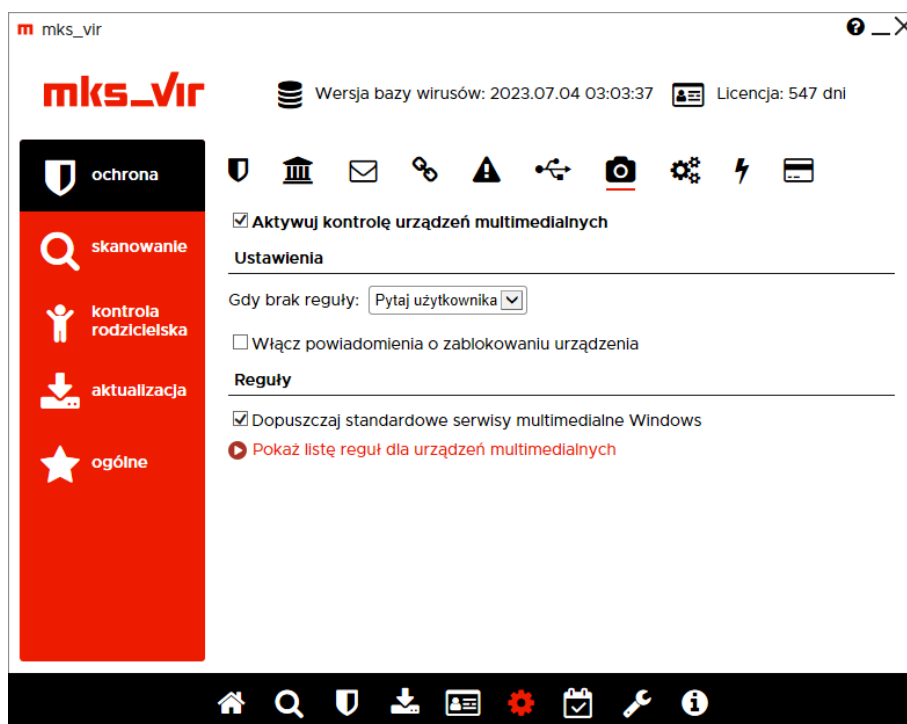 mks_vir
mks_vir
Wersja bazy wirusów: 2023.07.04 03:03:37
Licencja: 547 dni
ochrona
skanowanie
kontrola
rodzicielska
aktualizacja
ogólne
Aktywuj kontrolę urządzeń multimedialnych
Ustawienia
Gdy brak reguły: Pytaj użytkownika
Włącz powiadomienia o zablokowaniu urządzenia
Reguły
Dopuszczaj standardowe serwisy multimedialne Windows
Pokaż listę reguł dla urządzeń multimedialnych